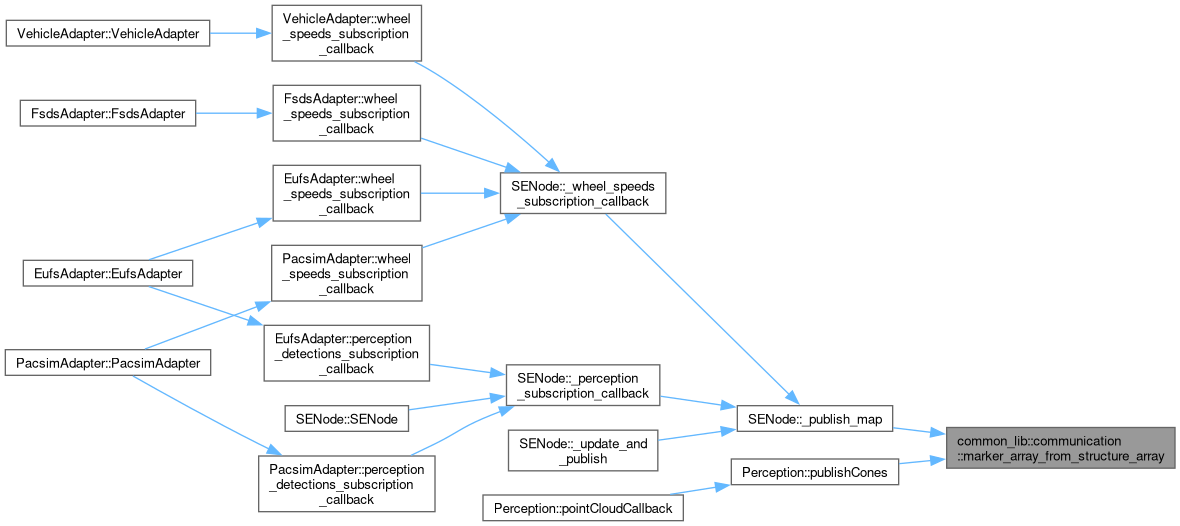 VehicleAdapter::VehicleAdapter
VehicleAdapter::wheel
_speeds_subscription
_callback
FsdsAdapter::FsdsAdapter
FsdsAdapter::wheel
_speeds_subscription
_callback
EufsAdapter::wheel
_speeds_subscription
_callback
SENode::_wheel_speeds
_subscription_callback
EufsAdapter::EufsAdapter
PacsimAdapter::wheel
_speeds_subscription
_callback
PacsimAdapter::PacsimAdapter
EufsAdapter::perception
_detections_subscription
_callback
SENode::_perception
_subscription_callback
SENode::SENode
SENode::_publish_map
SENode::_update_and
_publish
common_lib::communication
::marker_array_from_structure_array
PacsimAdapter::perception
_detections_subscription
_callback
Perception::publishCones
Perception::pointCloudCallback